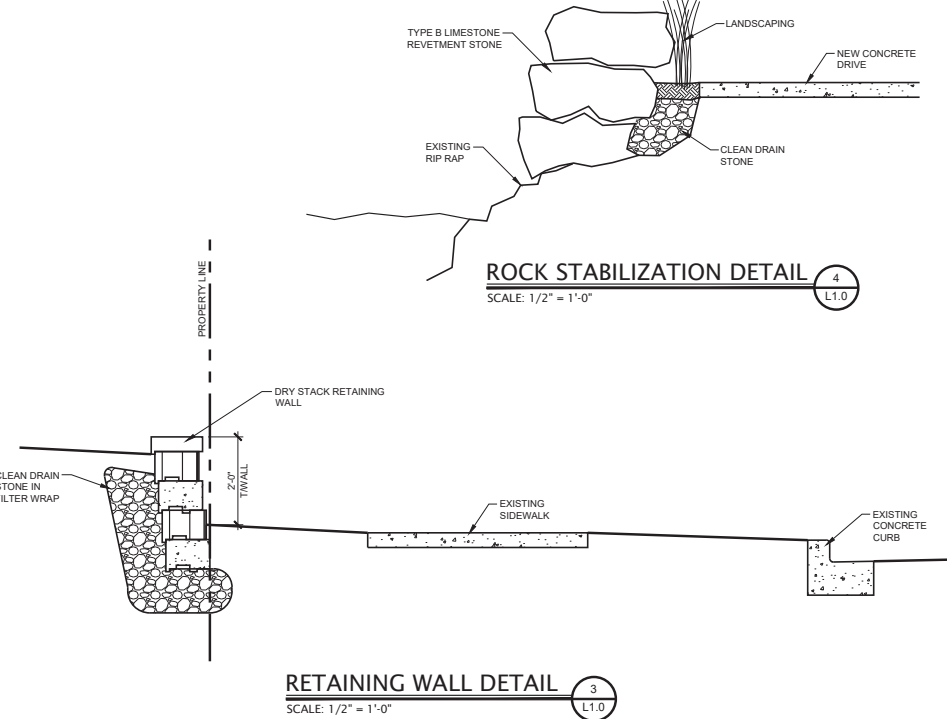 LANDSCAPING
TYPE B LIMESTONE
REVETMENT STONE
NEW CONCRETE
DRIVE
EXISTING
RIP RAP
CLEAN DRAIN
STONE
ROCK STABILIZATION DETAIL
4
L1.0
SCALE: 1/2" = 1'-0"
PROPERTY LINE
DRY STACK RETAINING
WALL
2'-0"
T/WALL
CLEAN DRAIN
STONE IN
FILTER WRAP
EXISTING
SIDEWALK
EXISTING
CONCRETE
CURB
RETAINING WALL DETAIL
3
L1.0
SCALE: 1/2" = 1'-0"